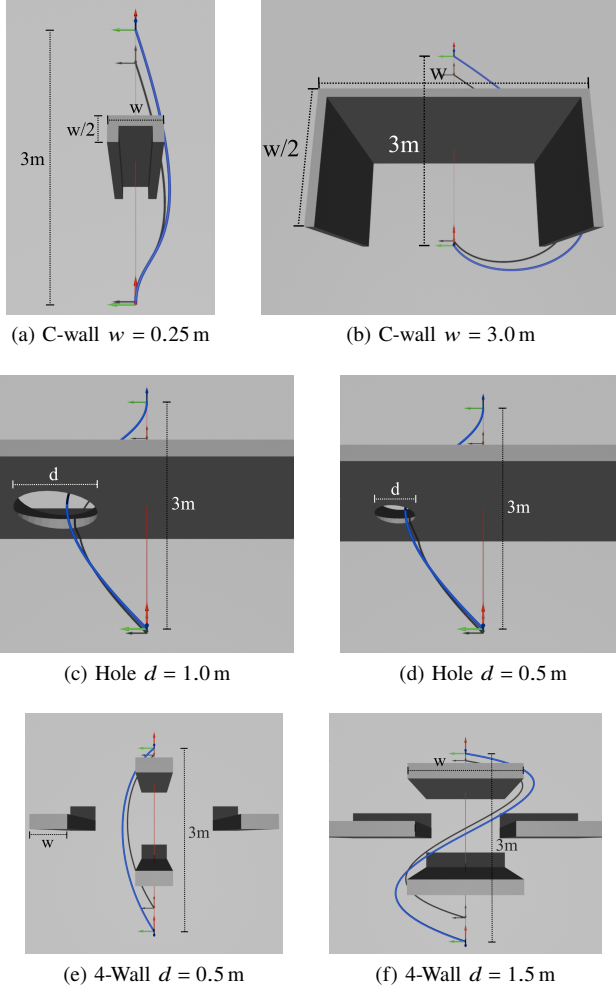 w
w/2
3m
w
w/2
3m
(a) C-wall w = 0.25 m
(b) C-wall w = 3.0 m
d
3m
d
3m
(c) Hole d = 1.0 m
(d) Hole d = 0.5 m
w
3m
w
3m
(e) 4-Wall d = 0.5 m
(f) 4-Wall d = 1.5 m